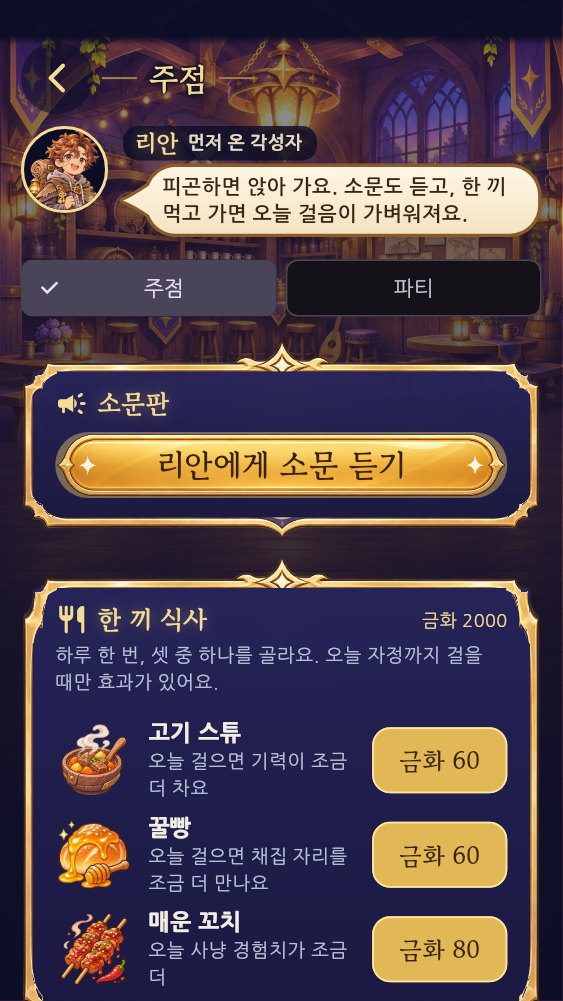 주점
리안 먼저 온 각성자
피곤하면 앉아 가요. 소문도 듣고, 한 끼
먹고 가면 오늘 걸음이 가벼워져요.
주점
파티
소문판
리안에게 소문 듣기
한 끼 식사
금화 2000
하루 한 번, 셋 중 하나를 골라요. 오늘 자정까지 걸을
때만 효과가 있어요.
고기 스튜
오늘 걸으면 기력이 조금
더 차요
금화 60
꿀빵
오늘 걸으면 채집 자리를
조금 더 만나요
금화 60
매운 꼬치
오늘 사냥 경험치가 조금
더
금화 80